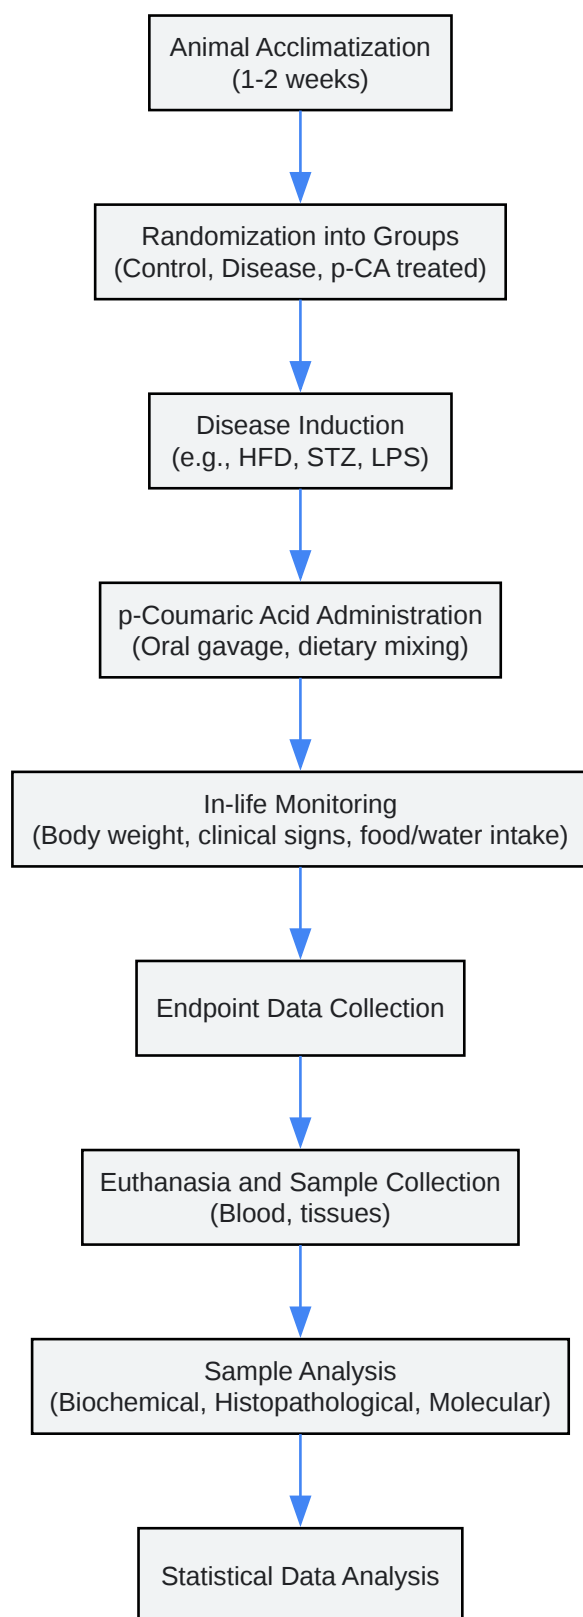 Animal Acclimatization
(1-2 weeks)
Randomization into Groups
(Control, Disease, p-CA treated)
Disease Induction
(e.g., HFD, STZ, LPS)
p-Coumaric Acid Administration
(Oral gavage, dietary mixing)
In-life Monitoring
(Body weight, clinical signs, food/water intake)
Endpoint Data Collection
Euthanasia and Sample Collection
(Blood, tissues)
Sample Analysis
(Biochemical, Histopathological, Molecular)
Statistical Data Analysis